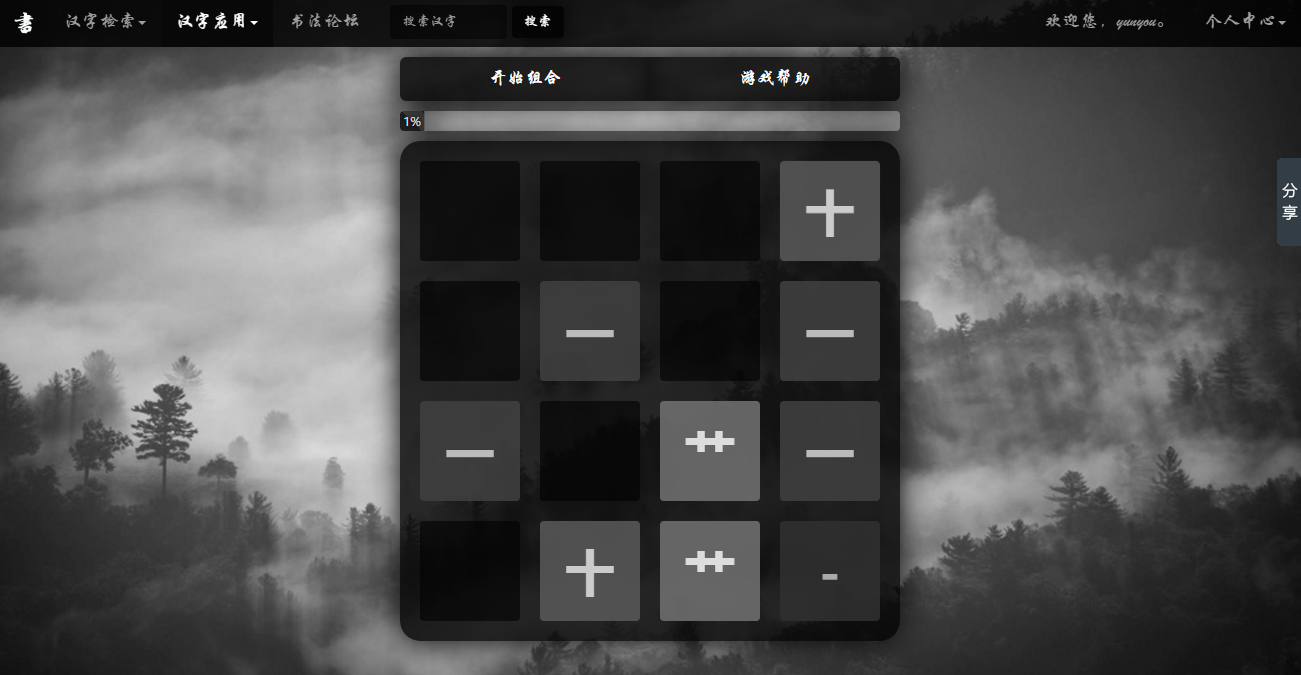 書 汉字检索 汉字应用 书法论坛 搜索汉字 搜索 欢迎您，yunyou。 个人中心
开始组合 游戏帮助
1%
分享
十
一 一
一 艹 一
十 艹 -